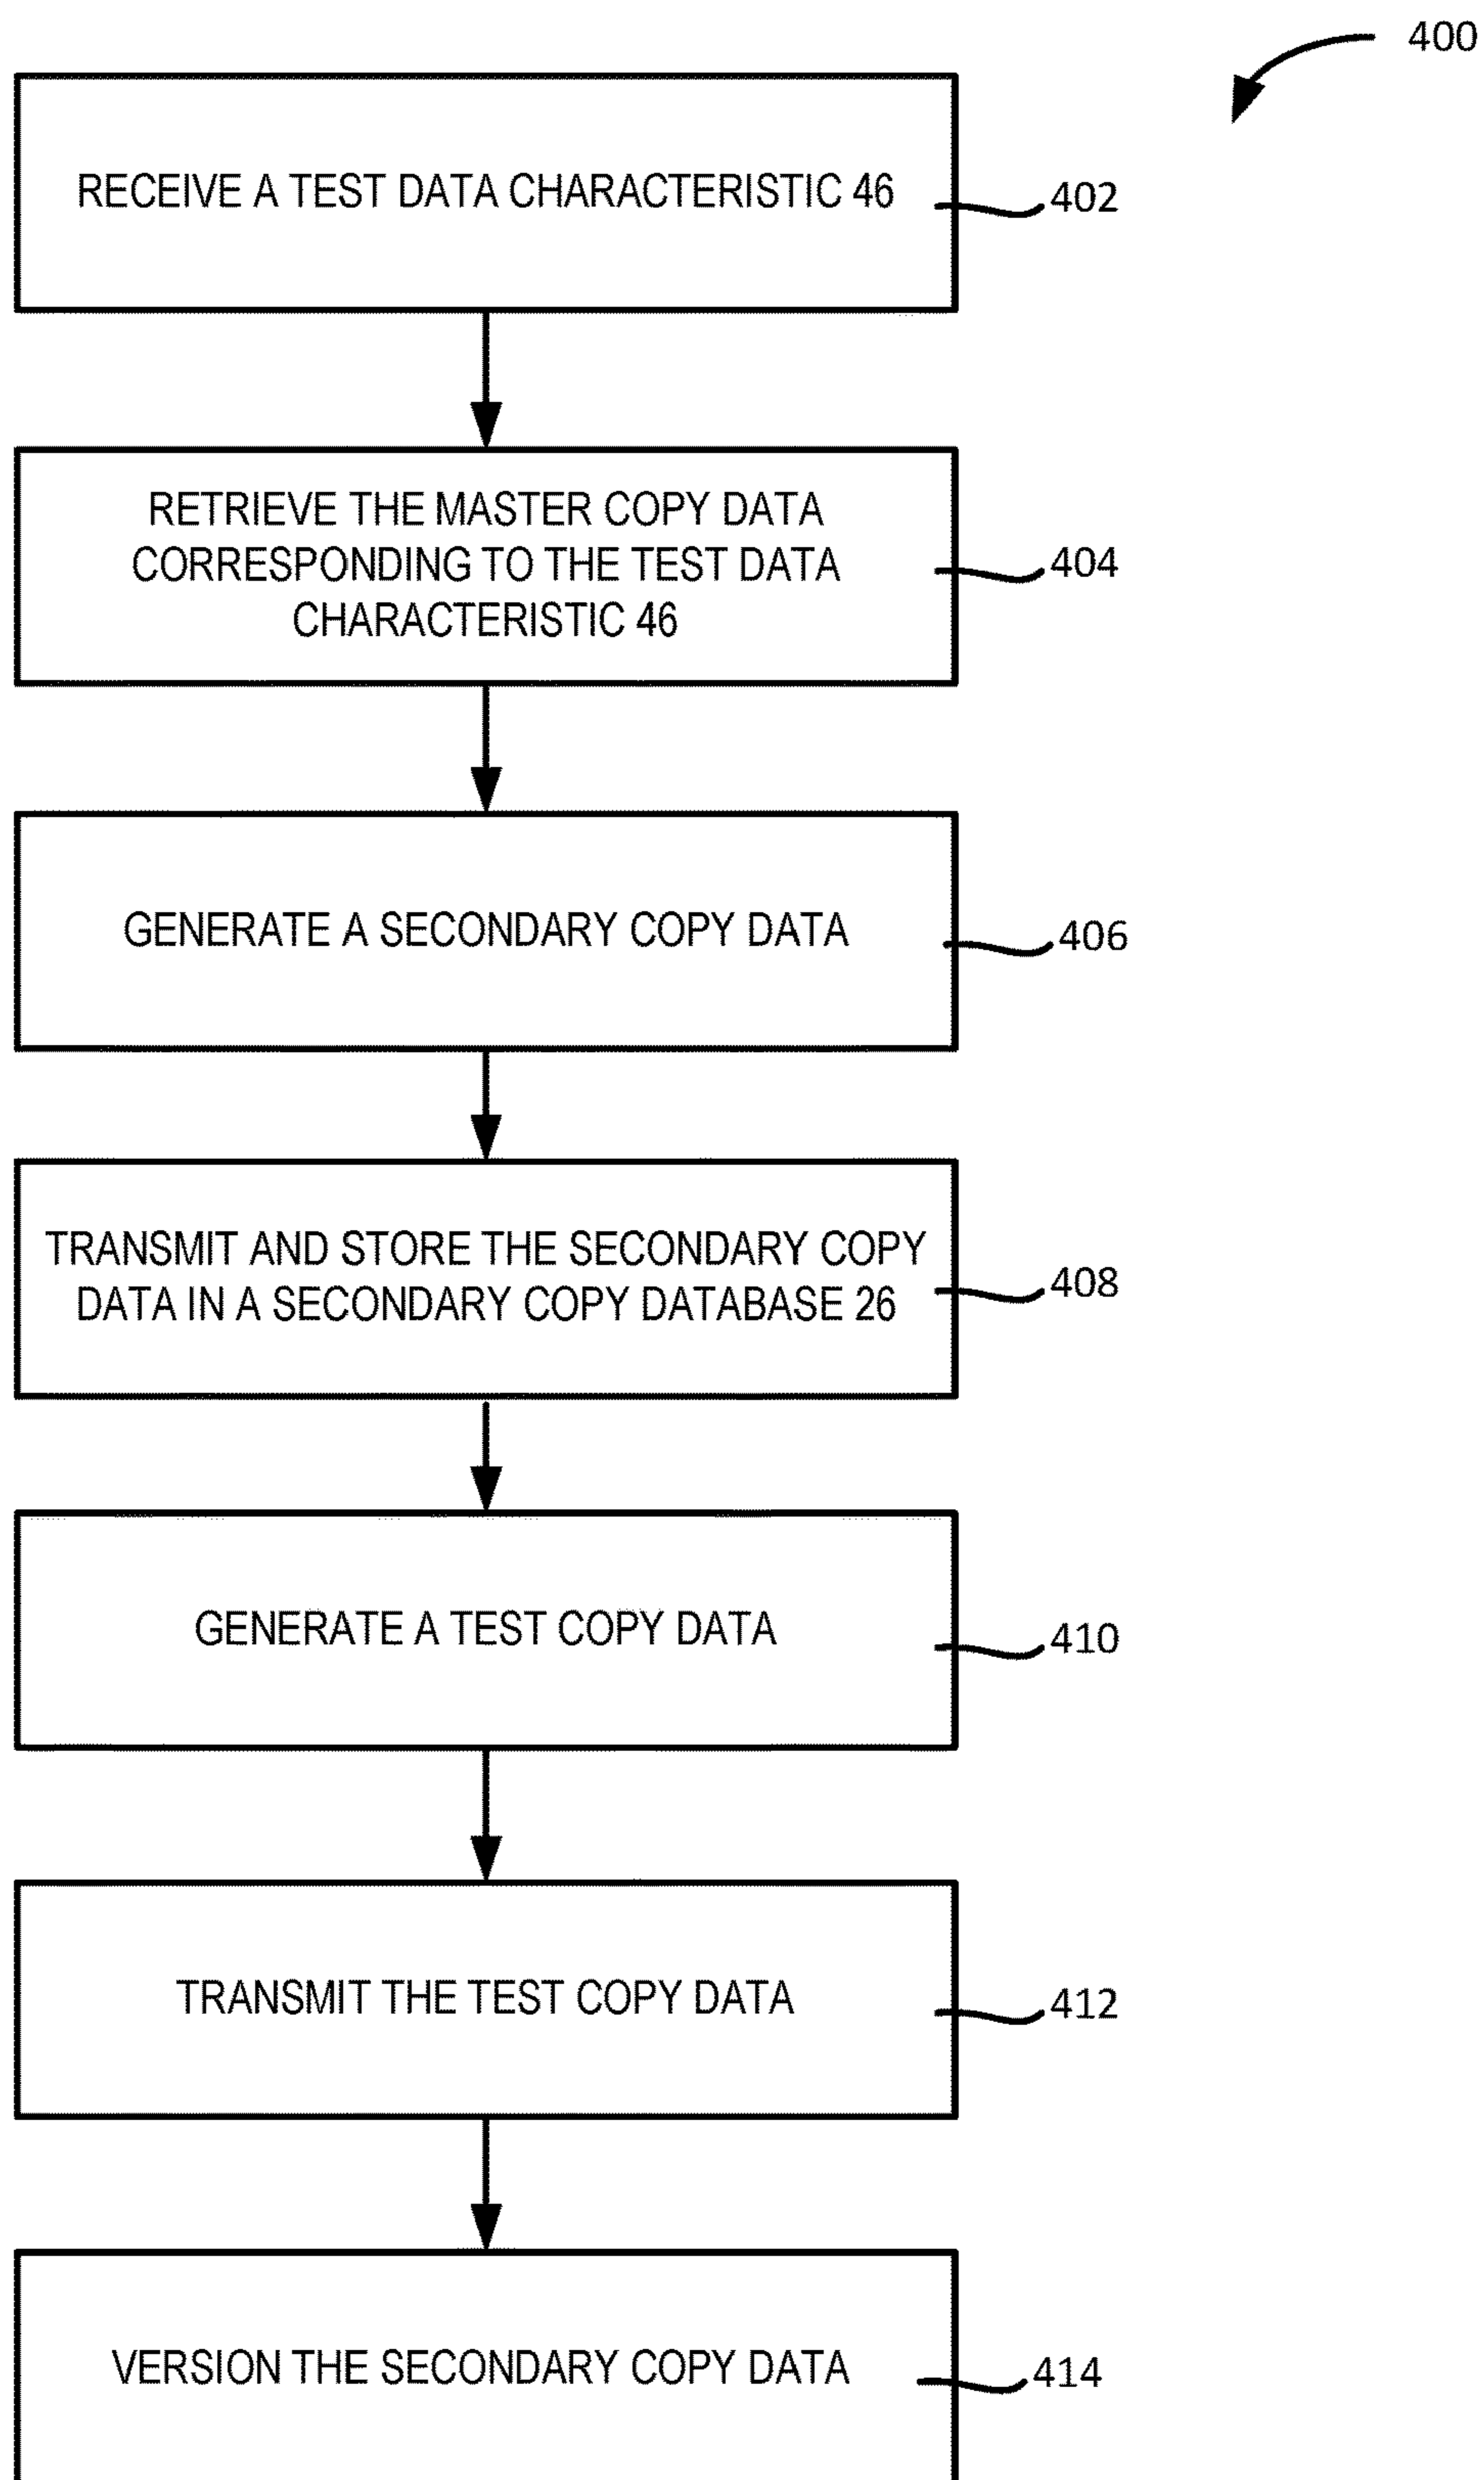 400
RECEIVE A TEST DATA CHARACTERISTIC 46
402
RETRIEVE THE MASTER COPY DATA
CORRESPONDING TO THE TEST DATA
CHARACTERISTIC 46
404
GENERATE A SECONDARY COPY DATA
406
TRANSMIT AND STORE THE SECONDARY COPY
DATA IN A SECONDARY COPY DATABASE 26
408
GENERATE A TEST COPY DATA
410
TRANSMIT THE TEST COPY DATA
412
VERSION THE SECONDARY COPY DATA
414